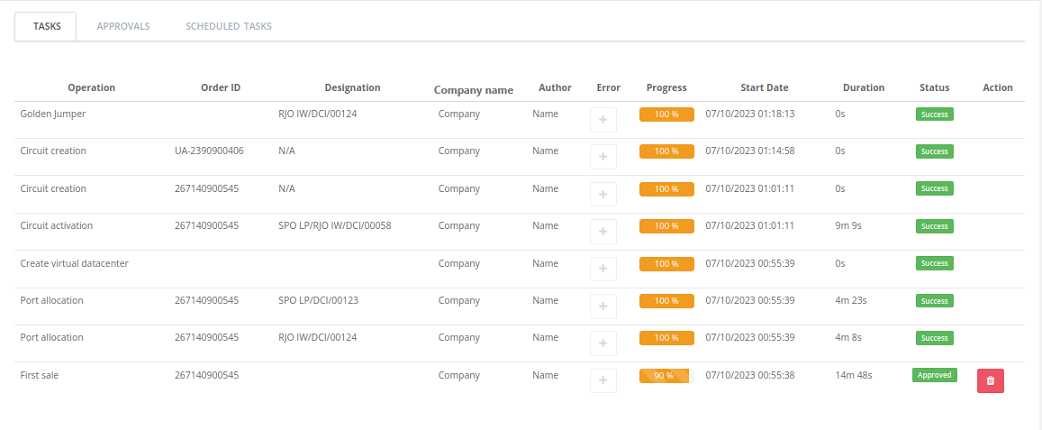 TASKS APPROVALS SCHEDULED TASKS
Operation Order ID Designation Company name Author Error Progress Start Date Duration Status Action
Golden Jumper RJO IW/DCI/00124 Company Name + 100 % 07/10/2023 01:18:13 0s Success
Circuit creation UA-2390900406 N/A Company Name + 100 % 07/10/2023 01:14:58 0s Success
Circuit creation 267140900545 N/A Company Name + 100 % 07/10/2023 01:01:11 0s Success
Circuit activation 267140900545 SPO LP/RJO IW/DCI/00058 Company Name + 100 % 07/10/2023 01:01:11 9m 9s Success
Create virtual datacenter Company Name + 100 % 07/10/2023 00:55:39 0s Success
Port allocation 267140900545 SPO LP/DCI/00123 Company Name + 100 % 07/10/2023 00:55:39 4m 23s Success
Port allocation 267140900545 RJO IW/DCI/00124 Company Name + 100 % 07/10/2023 00:55:39 4m 8s Success
First sale 267140900545 Company Name + 90 % 07/10/2023 00:55:38 14m 48s Approved